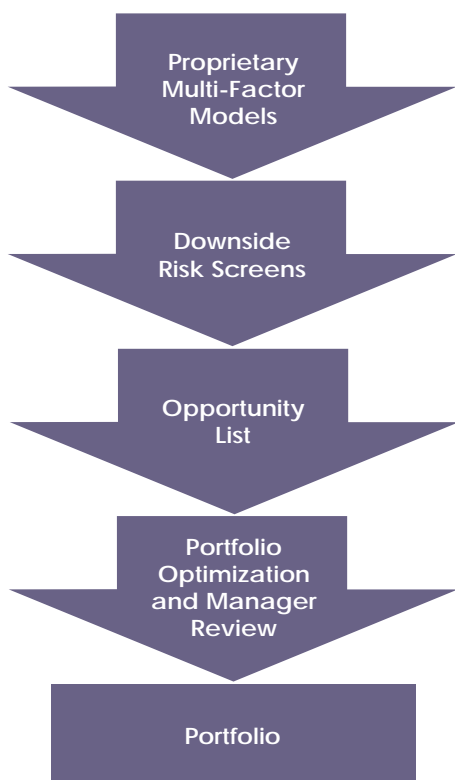 Proprietary
Multi-Factor
Models
Downside
Risk Screens
Opportunity
List
Portfolio
Optimization
and Manager
Review
Portfolio